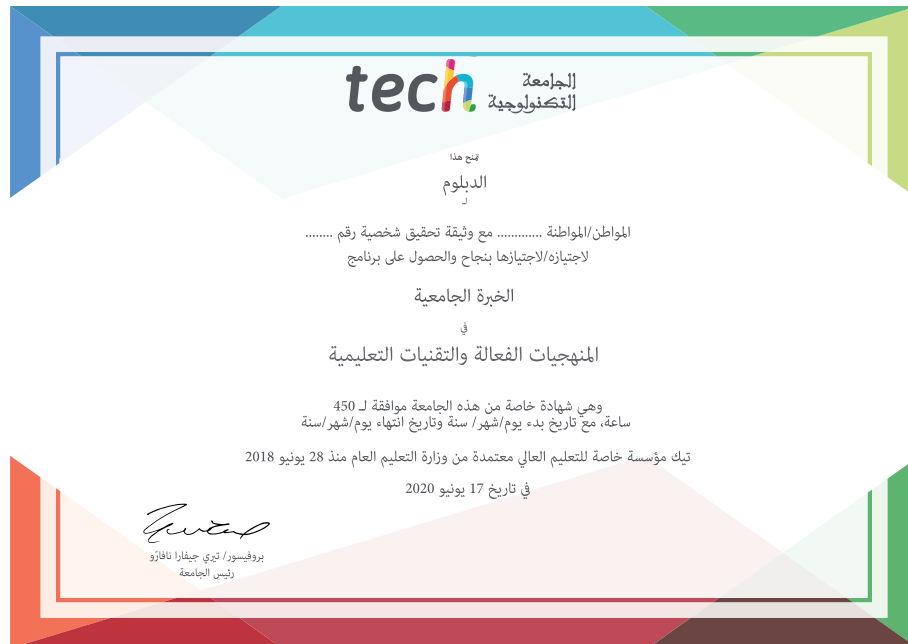 tech الجامعة
التكنولوجية
تمنح هذا
الدبلوم
لـ
المواطن/المواطنة ............. مع وثيقة تحقيق شخصية رقم ........
لاجتيازه/لاجتيازها بنجاح والحصول على برنامج
الخبرة الجامعية
في
المنهجيات الفعالة والتقنيات التعليمية
وهي شهادة خاصة من هذه الجامعة موافقة لـ 450
ساعة، مع تاريخ بدء يوم/شهر/ سنة وتاريخ انتهاء يوم/شهر/سنة
تيك مؤسسة خاصة للتعليم العالي معتمدة من وزارة التعليم العام منذ 28 يونيو 2018
في تاريخ 17 يونيو 2020
بروفيسور/ تيري جيفارا نافارّو
رئيس الجامعة